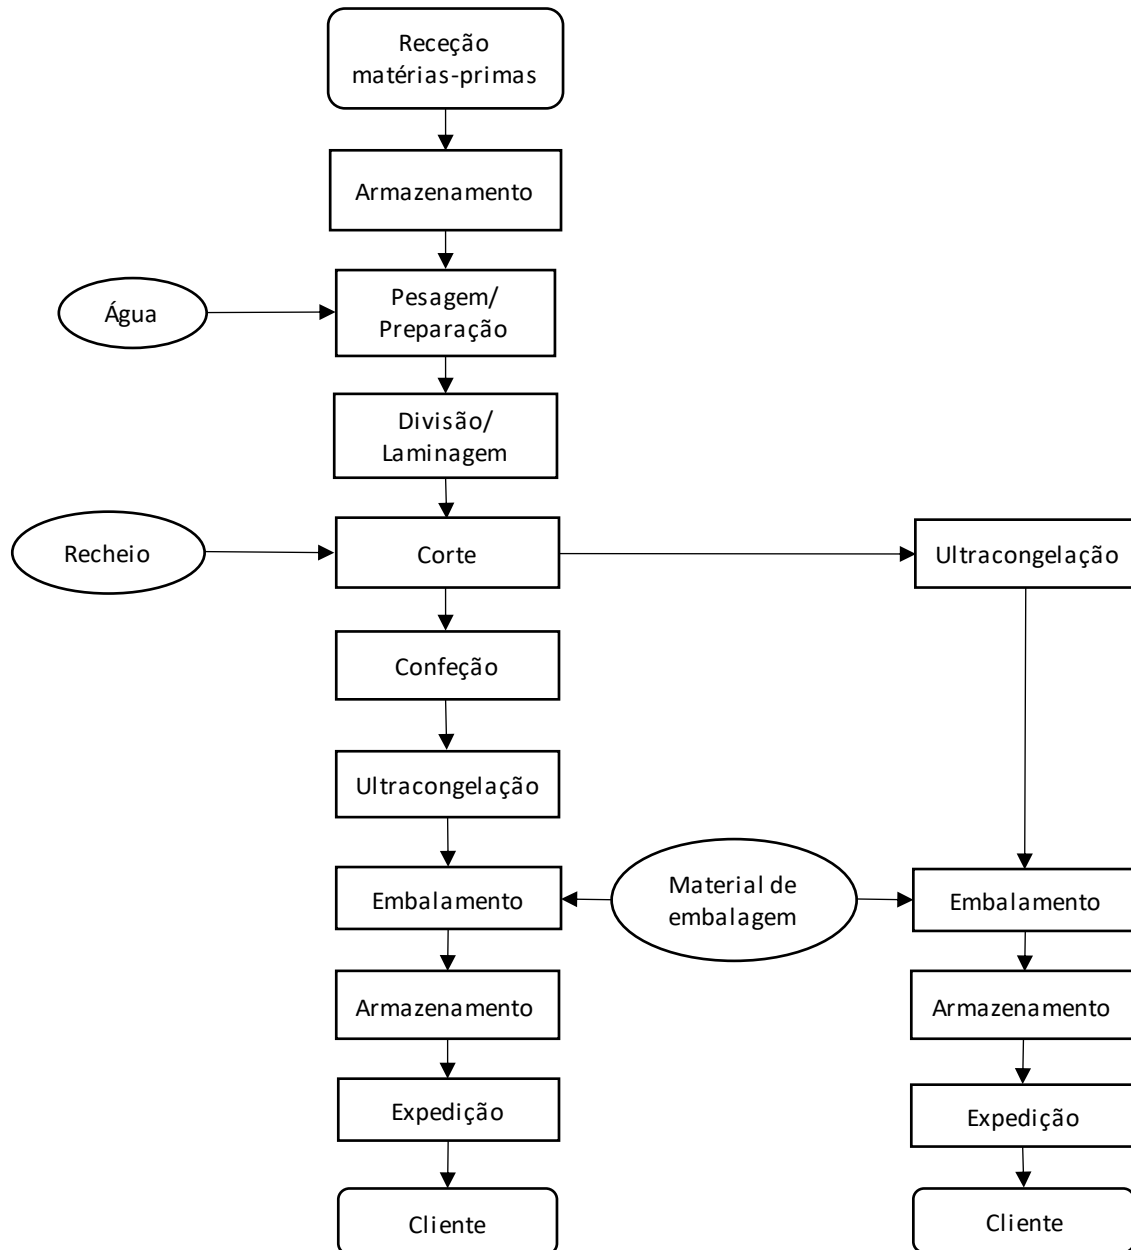 Receção
matérias-primas
Armazenamento
Água
Pesagem/
Preparação
Divisão/
Laminagem
Recheio
Corte
Ultracongelação
Confeção
Ultracongelação
Material de
embalagem
Embalamento
Embalamento
Armazenamento
Armazenamento
Expedição
Expedição
Cliente
Cliente